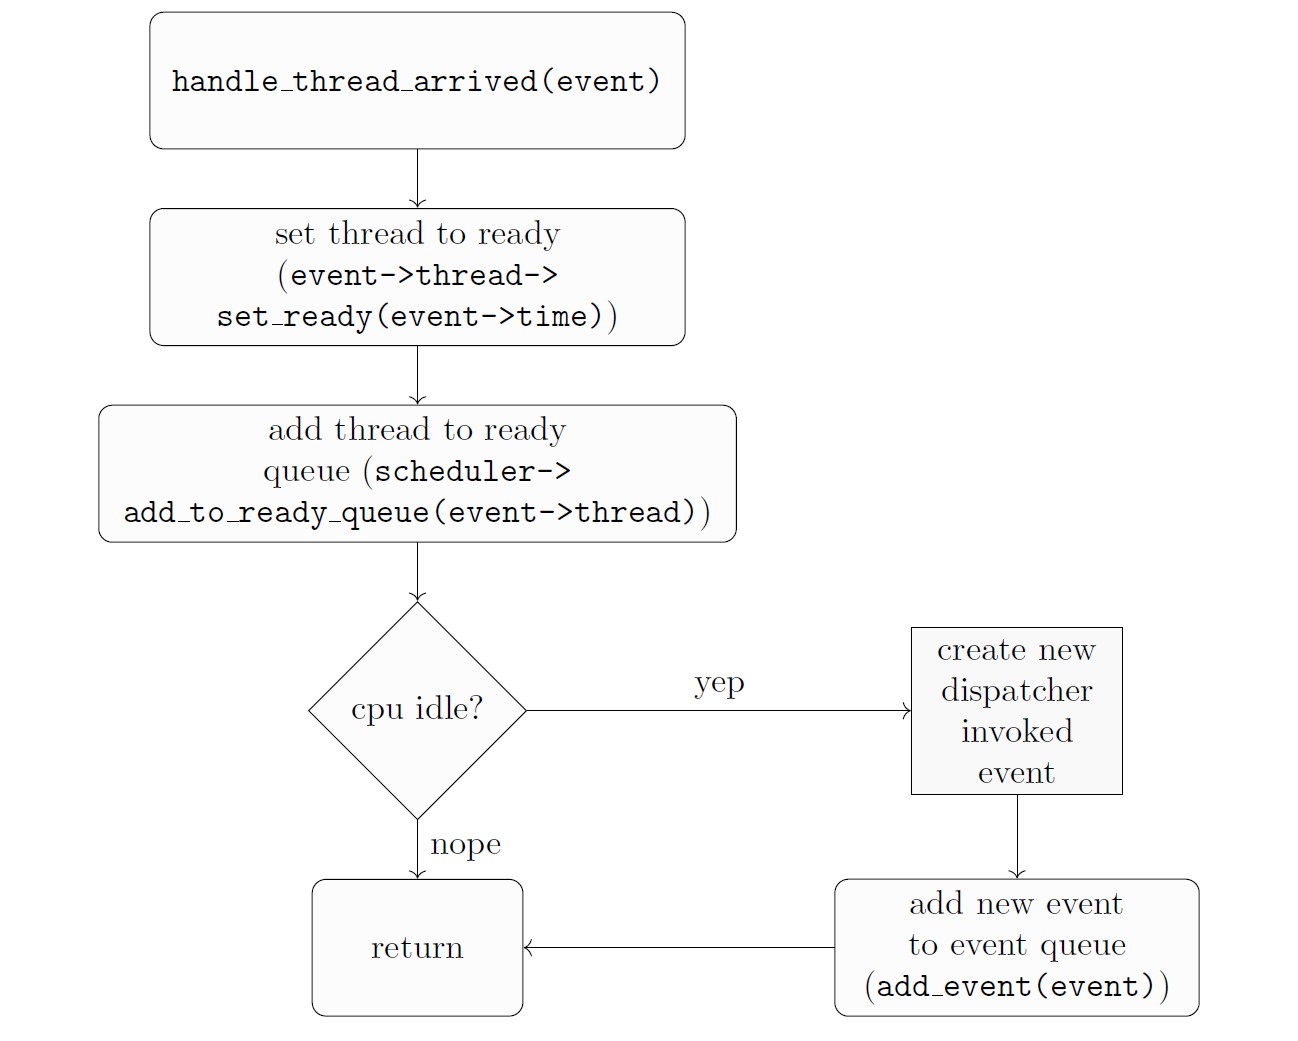 handle_thread_arrived(event)
set thread to ready
(event->thread->
set_ready(event->time))
add thread to ready
queue (scheduler->
add_to_ready_queue(event->thread))
cpu idle?
yep
create new
dispatcher
invoked
event
nope
return
add new event
to event queue
(add_event(event))